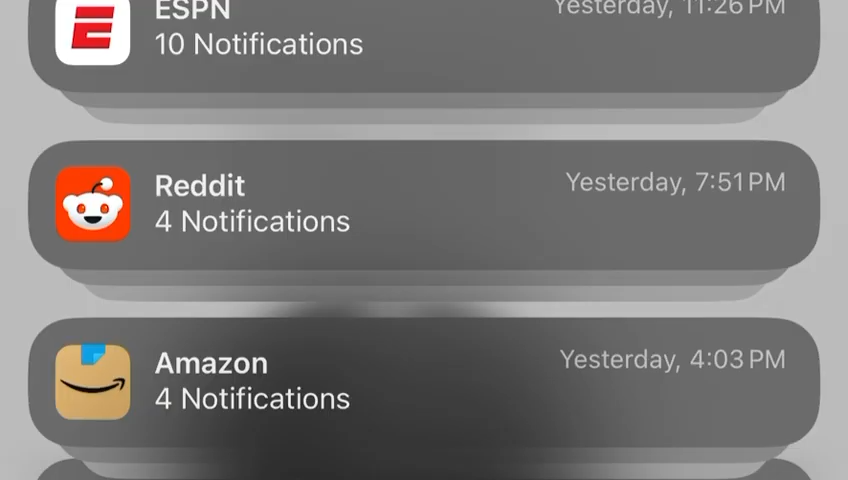 ESPN
Yesterday, 11:26 PM
10 Notifications
Reddit
Yesterday, 7:51 PM
4 Notifications
Amazon
Yesterday, 4:03 PM
4 Notifications